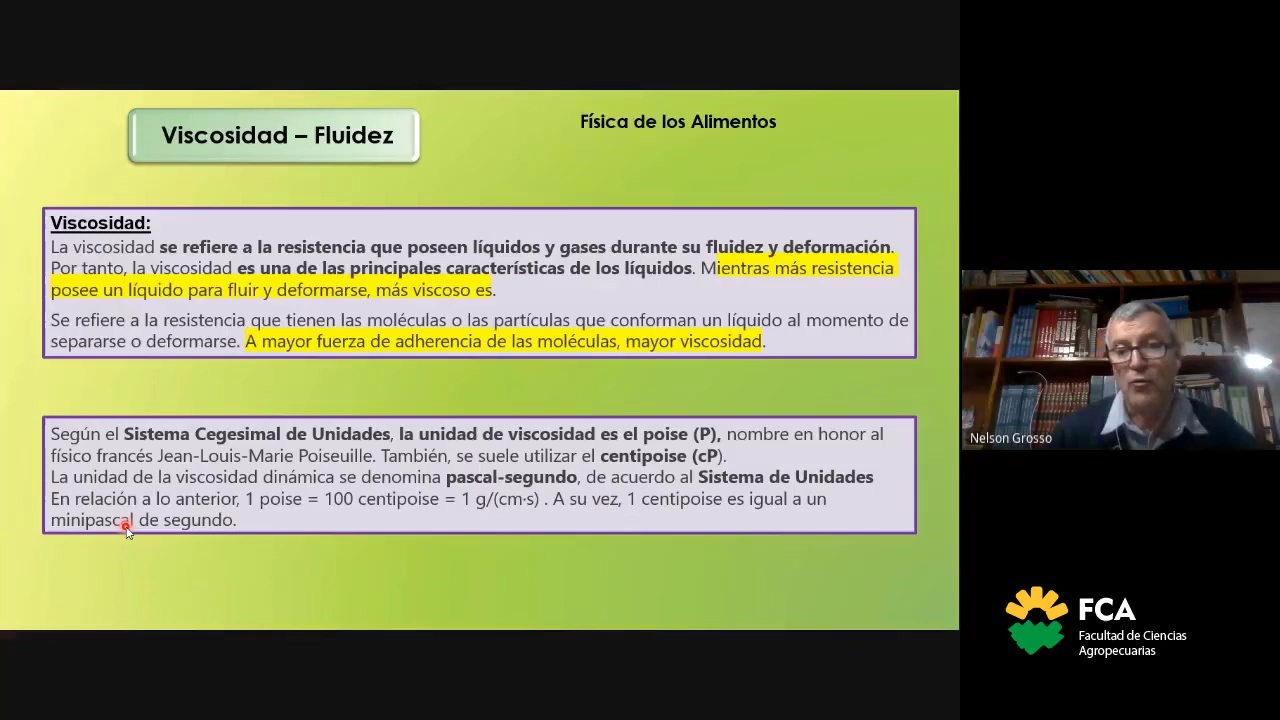 Viscosidad – Fluidez
Física de los Alimentos
Viscosidad:
La viscosidad se refiere a la resistencia que poseen líquidos y gases durante su fluidez y deformación.
Por tanto, la viscosidad es una de las principales características de los líquidos. Mientras más resistencia
posee un líquido para fluir y deformarse, más viscoso es.
Se refiere a la resistencia que tienen las moléculas o las partículas que conforman un líquido al momento de
separarse o deformarse. A mayor fuerza de adherencia de las moléculas, mayor viscosidad.
Según el Sistema Cegesimal de Unidades, la unidad de viscosidad es el poise (P), nombre en honor al
físico francés Jean-Louis-Marie Poiseuille. También, se suele utilizar el centipoise (cP).
La unidad de la viscosidad dinámica se denomina pascal-segundo, de acuerdo al Sistema de Unidades
En relación a lo anterior, 1 poise = 100 centipoise = 1 g/(cm·s) . A su vez, 1 centipoise es igual a un
minipascal de segundo.
Nelson Grosso
FCA
Facultad de Ciencias
Agropecuarias